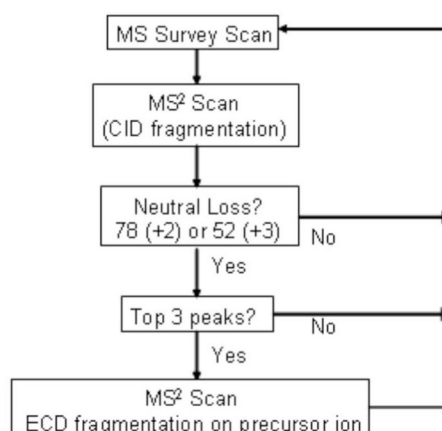 MS Survey Scan
MS² Scan
(CID fragmentation)
Neutral Loss?
78 (+2) or 52 (+3)
No
Yes
Top 3 peaks?
No
Yes
MS² Scan
ECD fragmentation on precursor ion